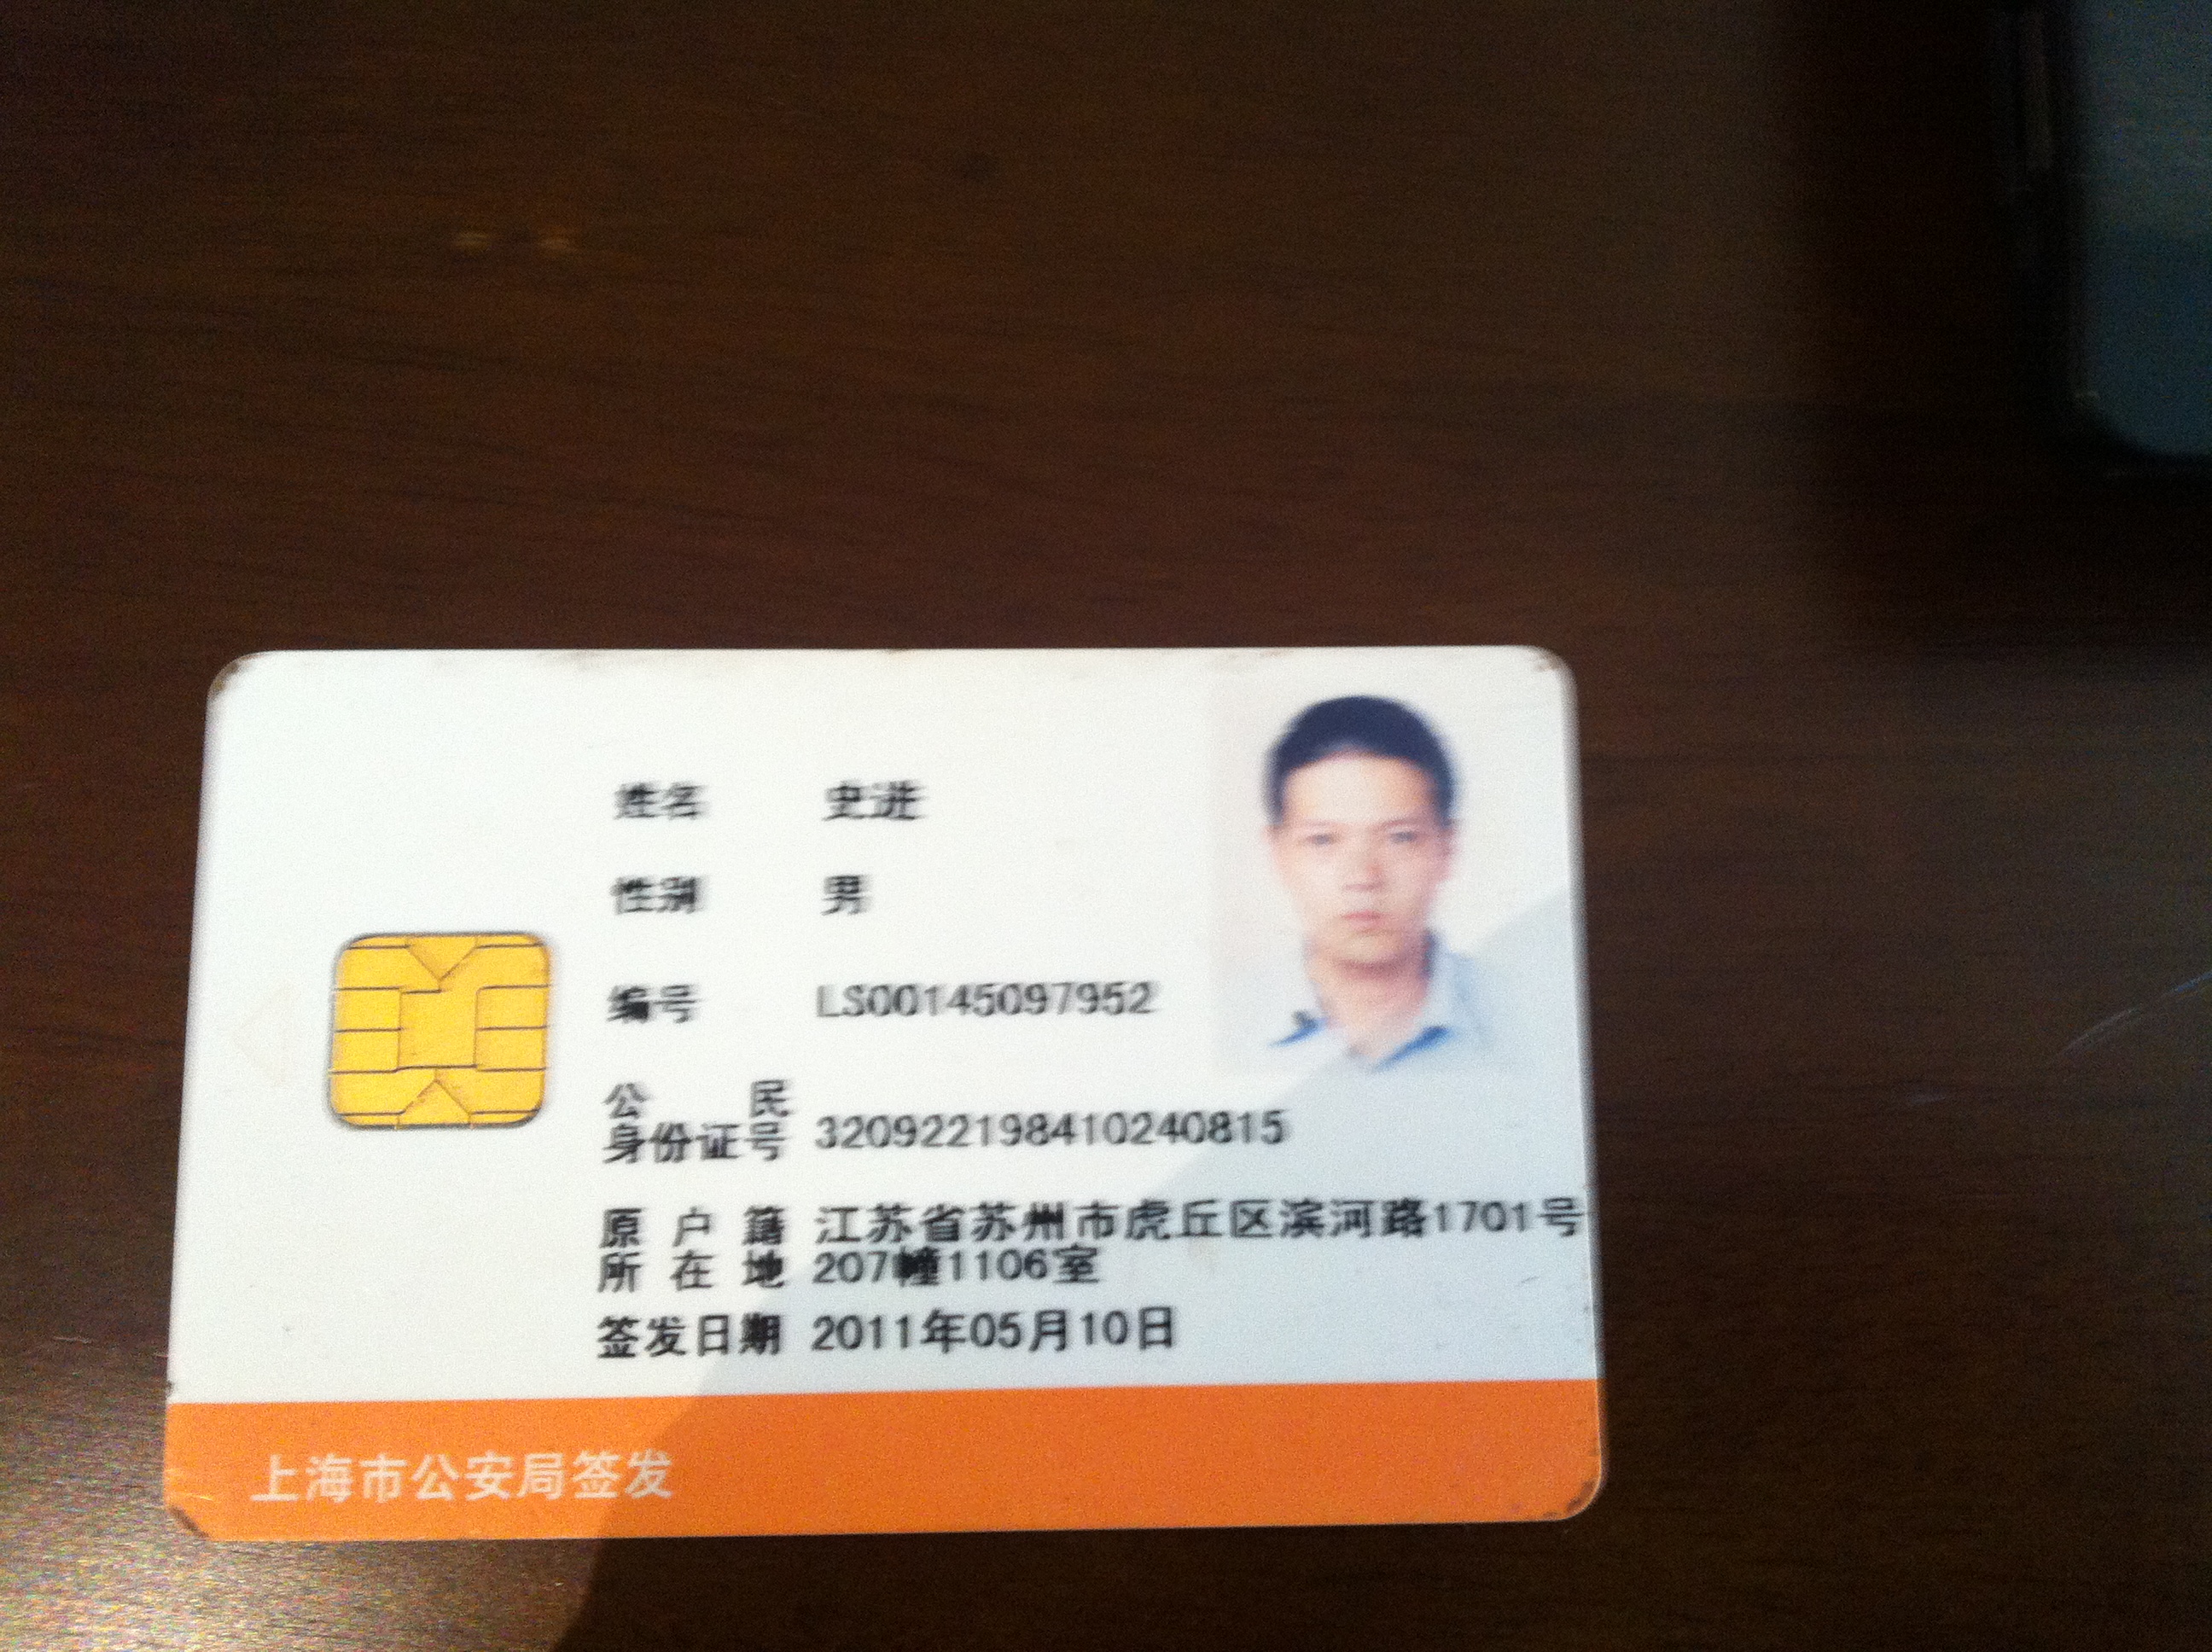 姓名 史进
性别 男
编号 LS00145097952
公民
身份证号 320922198410240815
原户籍 江苏省苏州市虎丘区滨河路1701号
所在地 207幢1106室
签发日期 2011年05月10日
上海市公安局签发